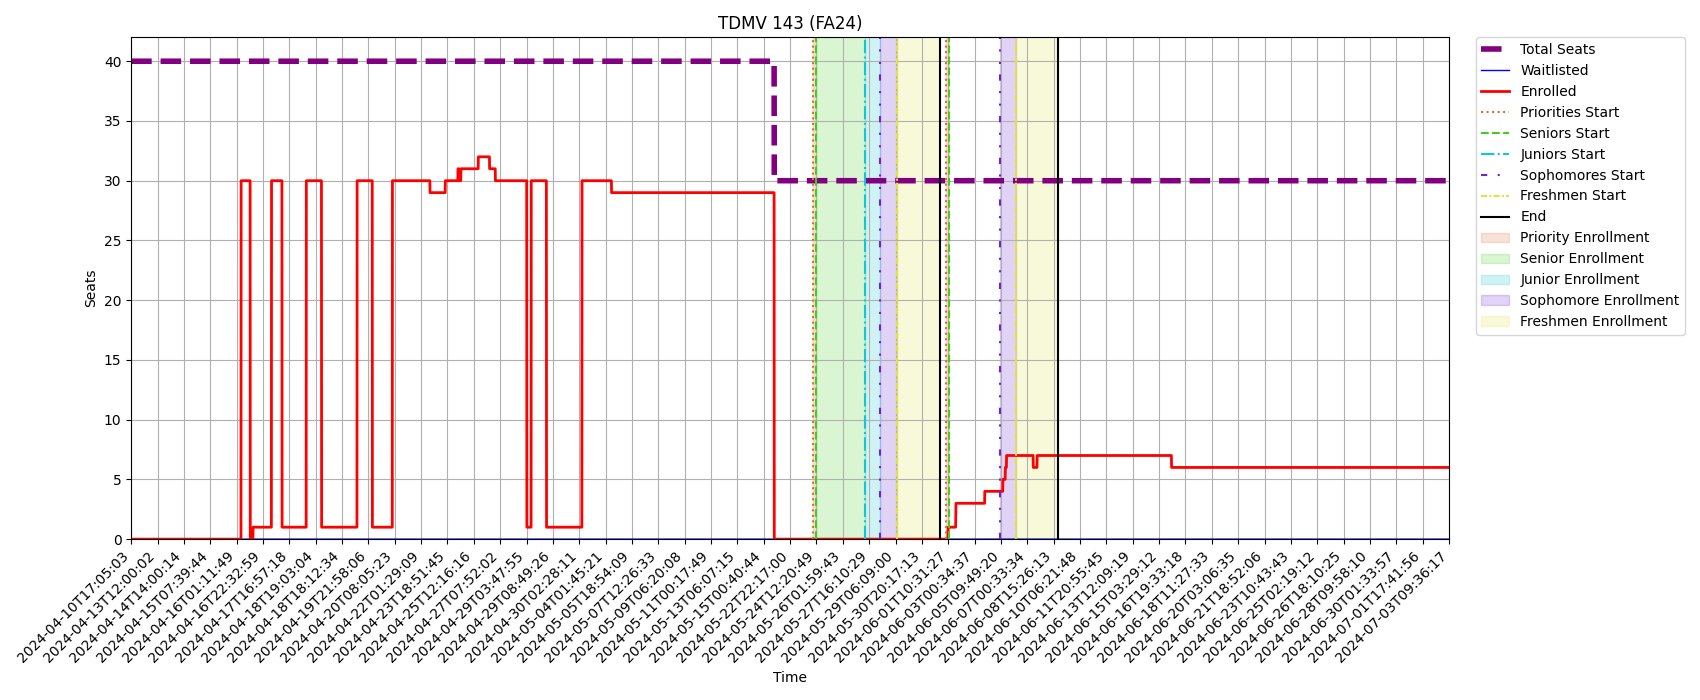 TDMV 143 (FA24)
Seats
40
35
30
25
20
15
10
5
0
2024-04-10T17:05:03
2024-04-13T12:00:02
2024-04-14T14:00:14
2024-04-15T07:39:44
2024-04-16T01:11:49
2024-04-16T22:32:59
2024-04-17T16:57:18
2024-04-18T19:03:04
2024-04-18T18:12:34
2024-04-19T21:58:06
2024-04-20T08:05:23
2024-04-22T01:29:09
2024-04-23T18:51:45
2024-04-25T12:16:16
2024-04-27T07:52:02
2024-04-29T03:47:55
2024-04-29T08:49:26
2024-04-30T02:28:11
2024-05-04T01:45:21
2024-05-05T18:54:09
2024-05-07T12:26:33
2024-05-09T06:20:08
2024-05-11T00:17:49
2024-05-13T06:07:15
2024-05-15T00:40:44
2024-05-22T22:17:00
2024-05-24T12:20:49
2024-05-26T01:59:43
2024-05-27T16:10:29
2024-05-29T06:09:00
2024-05-30T20:17:13
2024-06-01T10:31:27
2024-06-03T00:34:37
2024-06-05T09:49:20
2024-06-07T00:33:34
2024-06-08T15:26:13
2024-06-10T06:21:48
2024-06-11T20:55:45
2024-06-13T12:09:19
2024-06-15T03:29:12
2024-06-16T19:33:18
2024-06-18T11:27:33
2024-06-20T03:06:35
2024-06-21T18:52:06
2024-06-23T10:43:43
2024-06-25T02:19:12
2024-06-26T18:10:25
2024-06-28T09:58:10
2024-06-30T01:33:57
2024-07-01T17:41:56
2024-07-03T09:36:17
Time
Total Seats
Waitlisted
Enrolled
Priorities Start
Seniors Start
Juniors Start
Sophomores Start
Freshmen Start
End
Priority Enrollment
Senior Enrollment
Junior Enrollment
Sophomore Enrollment
Freshmen Enrollment